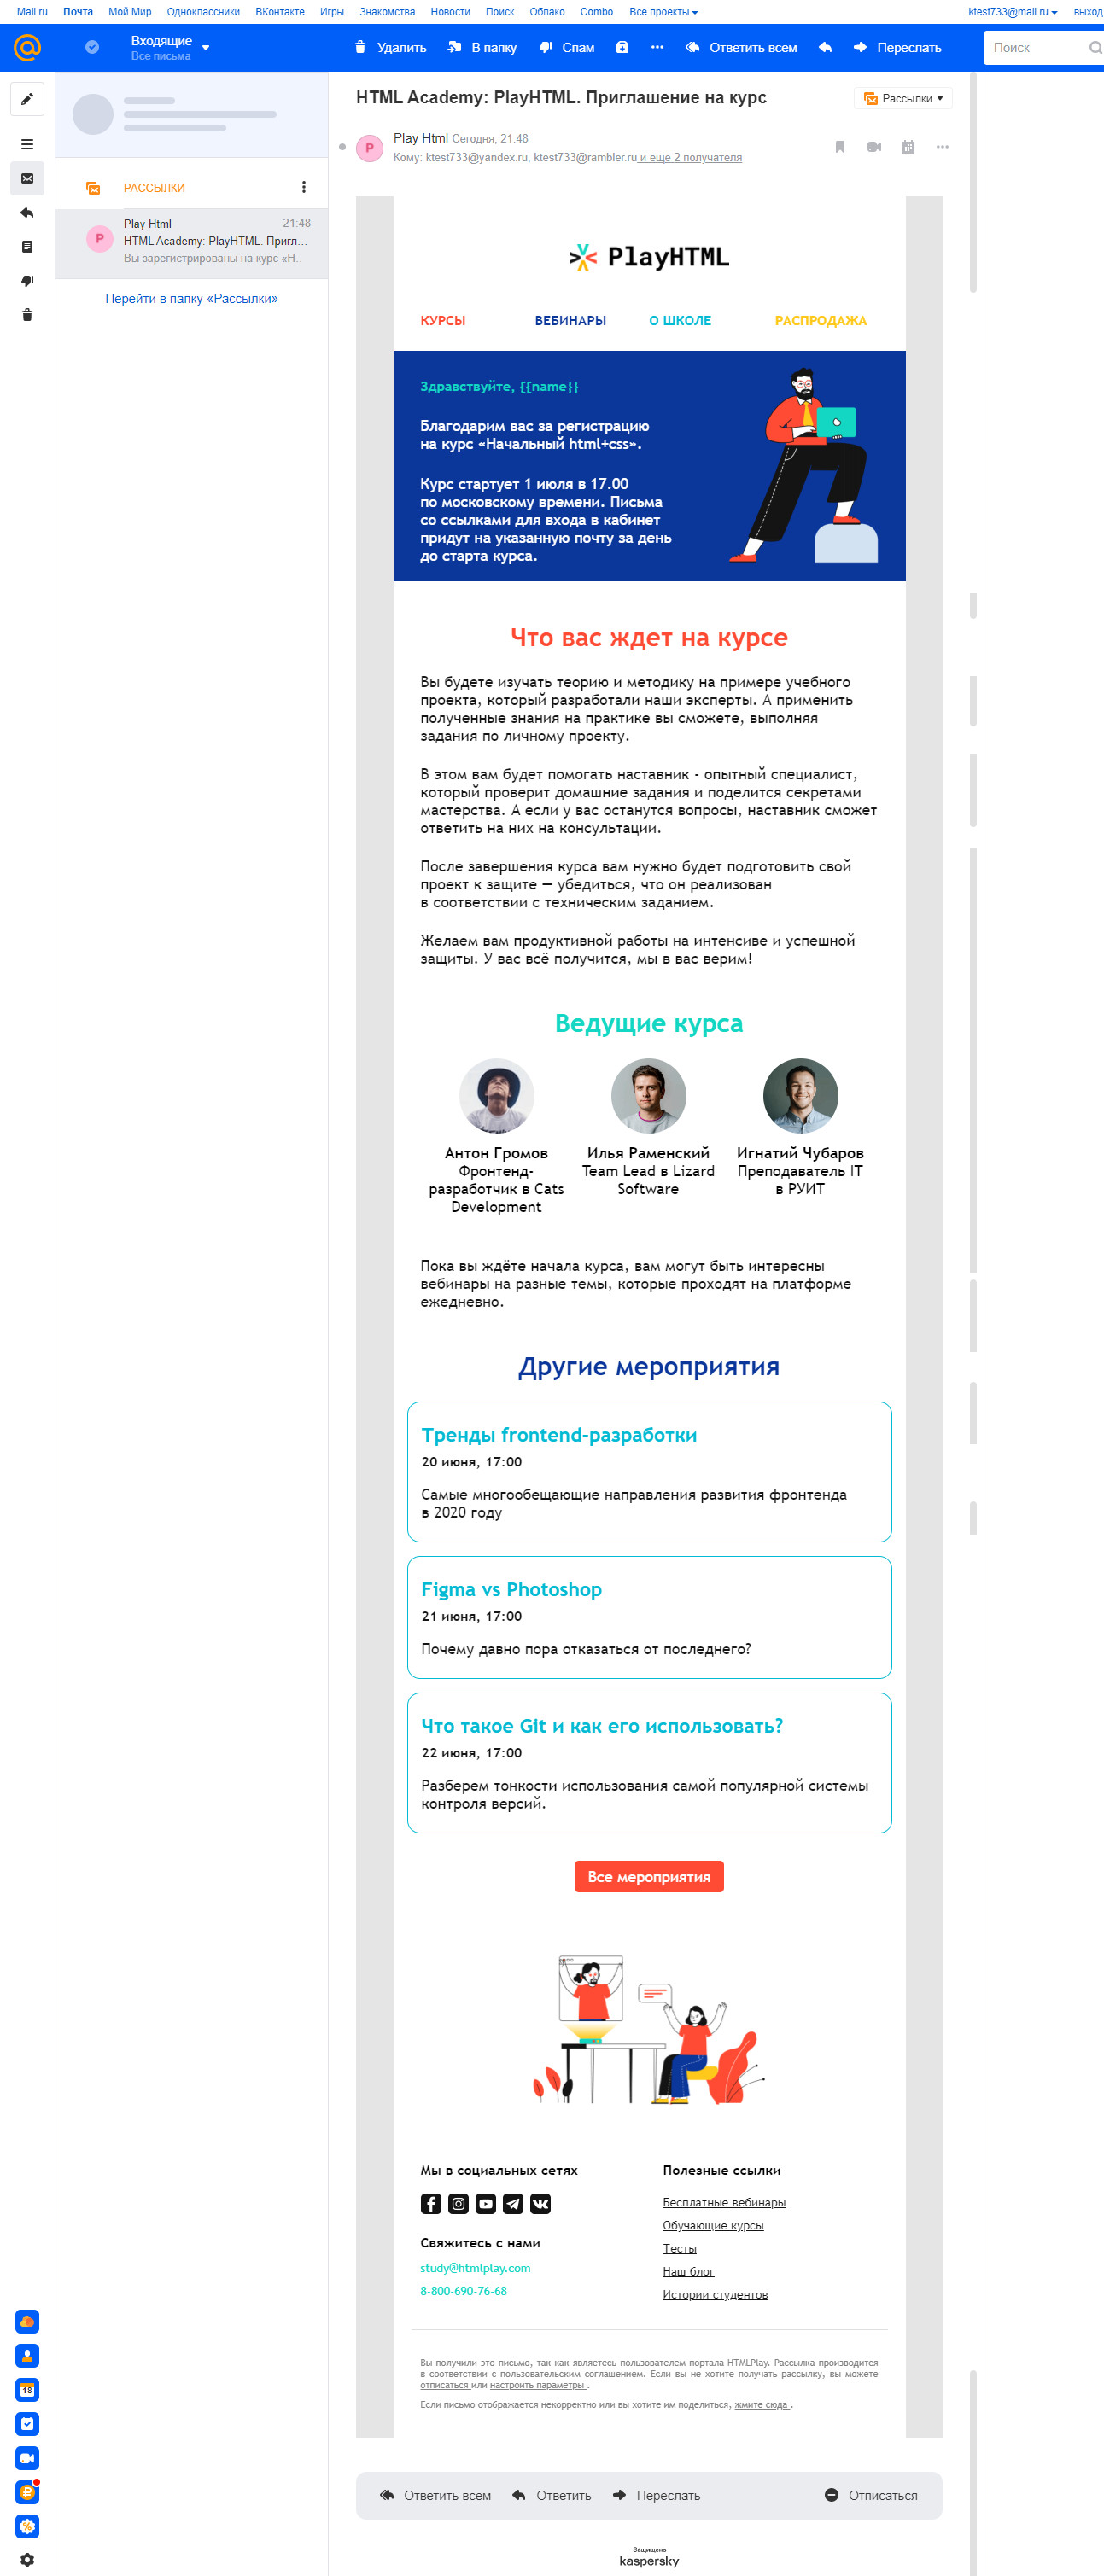 Mail.ru Почта Мой Мир Одноклассники ВКонтакте Игры Знакомства Новости Поиск Облако Combo Все проекты ktest733@mail.ru выход
Входящие
Все письма
Удалить В папку Спам Ответить всем Переслать Поиск
РАССЫЛКИ
Play Html 21:48
HTML Academy: PlayHTML. Пригл...
Вы зарегистрированы на курс «Н..
Перейти в папку «Рассылки»
HTML Academy: PlayHTML. Приглашение на курс
Рассылки
P
P
Play Html Сегодня, 21:48
Кому: ktest733@yandex.ru, ktest733@rambler.ru и ещё 2 получателя
PlayHTML
КУРСЫ ВЕБИНАРЫ О ШКОЛЕ РАСПРОДАЖА
Здравствуйте, {{name}}
Благодарим вас за регистрацию
на курс «Начальный html+css».
Курс стартует 1 июля в 17.00
по московскому времени. Письма
со ссылками для входа в кабинет
придут на указанную почту за день
до старта курса.
Что вас ждет на курсе
Вы будете изучать теорию и методику на примере учебного
проекта, который разработали наши эксперты. А применить
полученные знания на практике вы сможете, выполняя
задания по личному проекту.
В этом вам будет помогать наставник - опытный специалист,
который проверит домашние задания и поделится секретами
мастерства. А если у вас останутся вопросы, наставник сможет
ответить на них на консультации.
После завершения курса вам нужно будет подготовить свой
проект к защите — убедиться, что он реализован
в соответствии с техническим заданием.
Желаем вам продуктивной работы на интенсиве и успешной
защиты. У вас всё получится, мы в вас верим!
Ведущие курса
Антон Громов
Фронтенд-
разработчик в Cats
Development
Илья Раменский
Team Lead в Lizard
Software
Игнатий Чубаров
Преподаватель IT
в РУИТ
Пока вы ждёте начала курса, вам могут быть интересны
вебинары на разные темы, которые проходят на платформе
ежедневно.
Другие мероприятия
Тренды frontend-разработки
20 июня, 17:00
Самые многообещающие направления развития фронтенда
в 2020 году
Figma vs Photoshop
21 июня, 17:00
Почему давно пора отказаться от последнего?
Что такое Git и как его использовать?
22 июня, 17:00
Разберем тонкости использования самой популярной системы
контроля версий.
Все мероприятия
Мы в социальных сетях
Свяжитесь с нами
study@htmlplay.com
8-800-690-76-68
Полезные ссылки
Бесплатные вебинары
Обучающие курсы
Тесты
Наш блог
Истории студентов
Вы получили это письмо, так как являетесь пользователем портала HTMLPlay. Рассылка производится
в соответствии с пользовательским соглашением. Если вы не хотите получать рассылку, вы можете
отписаться или настроить параметры .
Если письмо отображается некорректно или вы хотите им поделиться, жмите сюда .
18
Ответить всем Ответить Переслать Отписаться
Защищено
kaspersky